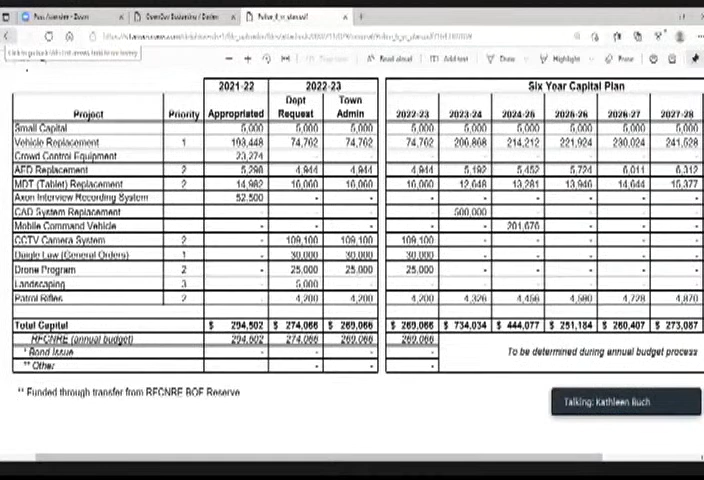 Six Year Capital Plan
2021-22 2022-23
Dept Town
Project Priority Appropriated Request Admin 2022-23 2023-24 2024-25 2025-26 2026-27 2027-28
Small Capital 5,000 5,000 5,000 5,000 5,000 5,000 5,000 5,000 5,000
Vehicle Replacement 1 193,448 74,762 74,762 74,762 206,868 214,212 221,924 230,024 241,528
Crowd Control Equipment 23,274 - - - - - - - -
AED Replacement 2 5,298 4,944 4,944 4,944 5,192 5,452 5,724 6,011 6,312
MDT (Tablet) Replacement 2 14,982 16,060 16,060 16,060 12,648 13,281 13,946 14,644 15,377
Axon Interview Recording System 52,500 - - - - - - - -
CAD System Replacement - - - - 500,000 - - - -
Mobile Command Vehicle - - - - - 201,676 - - -
CCTV Camera System 2 - 109,100 109,100 109,100 - - - - -
Daigle Law (General Orders) 1 - 30,000 30,000 30,000 - - - - -
Drone Program 2 - 25,000 25,000 25,000 - - - - -
Landscaping 3 - 5,000 - - - - - - -
Patrol Rifles 2 - 4,200 4,200 4,200 4,326 4,456 4,590 4,728 4,870
Total Capital $ 294,502 $ 274,066 $ 269,066 $ 269,066 $ 734,034 $ 444,077 $ 251,184 $ 260,407 $ 273,087
RFCNRE (annual budget) 294,502 274,066 269,066 269,066
* Bond Issue - - - -
To be determined during annual budget process
** Other - - - -
** Funded through transfer from RFCNRE BOF Reserve
Talking: Kathleen Buch